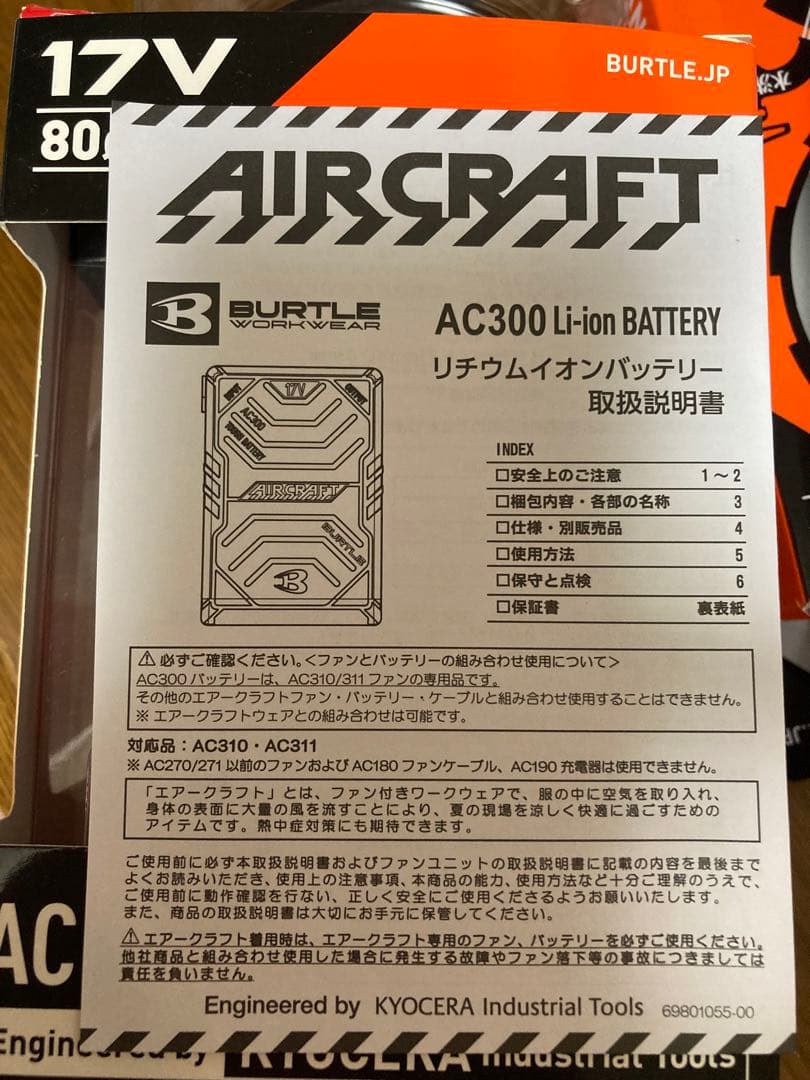 17V
BURTLE.JP
80
水洗
AIRCRAFT
B BURTLE
WORKWEAR
AC300 Li-ion BATTERY
リチウムイオンバッテリー
取扱説明書
INPUT
17V
OUTPUT
AC300
TOUGH BATTERY
AIRCRAFT
BURTLE
B
INDEX
□安全上のご注意 1～2
□梱包内容・各部の名称 3
□仕様・別販売品 4
□使用方法 5
□保守と点検 6
□保証書 裏表紙
⚠ 必ずご確認ください。<ファンとバッテリーの組み合わせ使用について>
AC300 バッテリーは、AC310/311 ファンの専用品です。
その他のエアークラフトファン・バッテリー・ケーブルと組み合わせ使用することはできません。
※ エアークラフトウェアとの組み合わせは可能です。
対応品：AC310・AC311
※ AC270/271 以前のファンおよび AC180 ファンケーブル、AC190 充電器は使用できません。
「エアークラフト」とは、ファン付きワークウェアで、服の中に空気を取り入れ、
身体の表面に大量の風を流すことにより、夏の現場を涼しく快適に過ごすための
アイテムです。熱中症対策にも期待できます。
ご使用前に必ず本取扱説明書およびファンユニットの取扱説明書に記載の内容を最後まで
よくお読みいただき、使用上の注意事項、本商品の能力、使用方法など十分ご理解のうえで、
ご使用前に動作確認を行ない、正しく安全にご使用くださるようお願いいたします。
また、商品の取扱説明書は大切にお手元に保管してください。
⚠ エアークラフト着用時は、エアークラフト専用のファン、バッテリーを必ずご使用ください。
他社商品と組み合わせ使用した場合に発生する故障やファン落下等の事故につきましては
責任を負いません。
Engineered by KYOCERA Industrial Tools 69801055-00
AC
Engineered by KYOCERA Industrial Tools